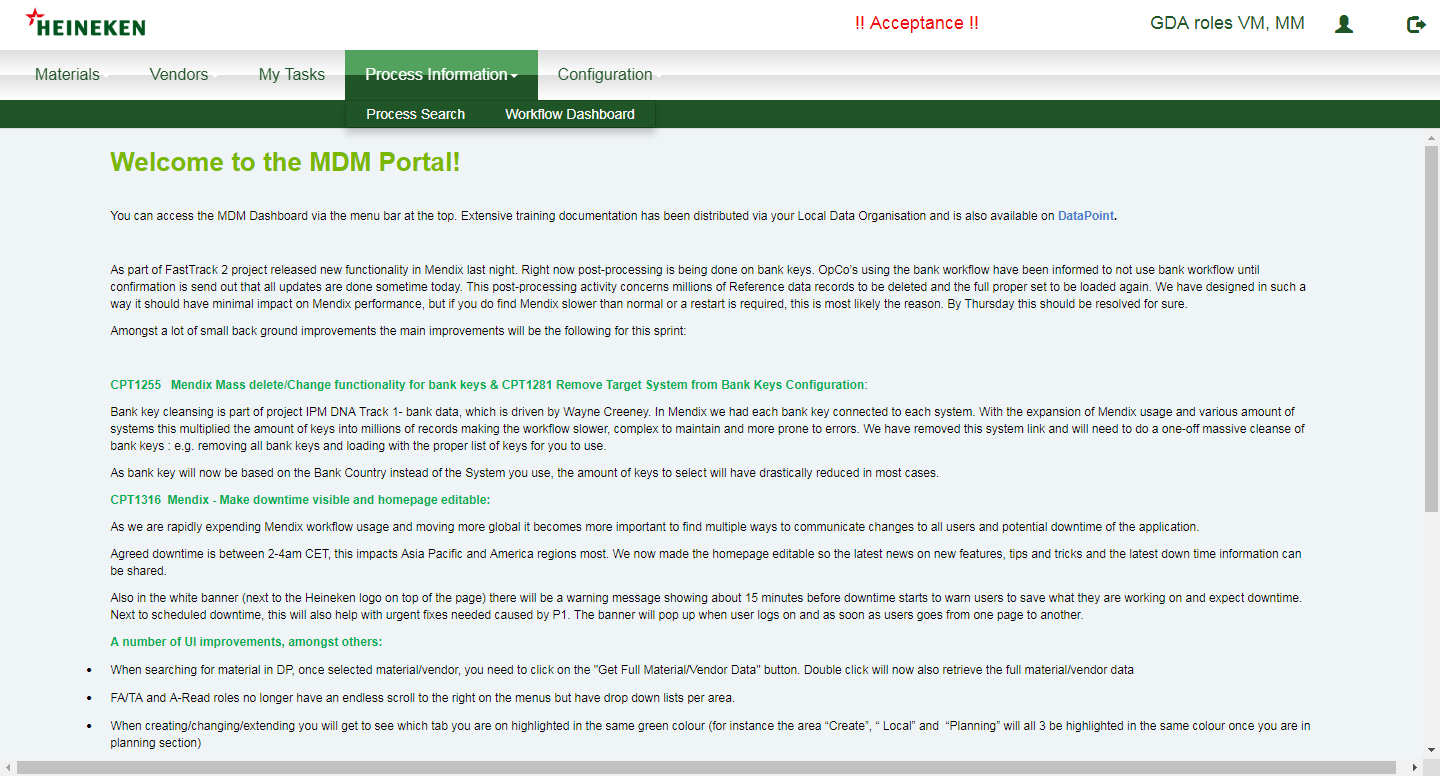 HEINEKEN
!! Acceptance !!
GDA roles VM, MM
Materials
Vendors
My Tasks
Process Information
Configuration
Process Search
Workflow Dashboard
Welcome to the MDM Portal!
You can access the MDM Dashboard via the menu bar at the top. Extensive training documentation has been distributed via your Local Data Organisation and is also available on DataPoint.
As part of FastTrack 2 project released new functionality in Mendix last night. Right now post-processing is being done on bank keys. OpCo's using the bank workflow have been informed to not use bank workflow until
confirmation is send out that all updates are done sometime today. This post-processing activity concerns millions of Reference data records to be deleted and the full proper set to be loaded again. We have designed in such a
way it should have minimal impact on Mendix performance, but if you do find Mendix slower than normal or a restart is required, this is most likely the reason. By Thursday this should be resolved for sure.
Amongst a lot of small back ground improvements the main improvements will be the following for this sprint:
CPT1255   Mendix Mass delete/Change functionality for bank keys & CPT1281 Remove Target System from Bank Keys Configuration:
Bank key cleansing is part of project IPM DNA Track 1- bank data, which is driven by Wayne Creeney. In Mendix we had each bank key connected to each system. With the expansion of Mendix usage and various amount of
systems this multiplied the amount of keys into millions of records making the workflow slower, complex to maintain and more prone to errors. We have removed this system link and will need to do a one-off massive cleanse of
bank keys : e.g. removing all bank keys and loading with the proper list of keys for you to use.
As bank key will now be based on the Bank Country instead of the System you use, the amount of keys to select will have drastically reduced in most cases.
CPT1316  Mendix - Make downtime visible and homepage editable:
As we are rapidly expending Mendix workflow usage and moving more global it becomes more important to find multiple ways to communicate changes to all users and potential downtime of the application.
Agreed downtime is between 2-4am CET, this impacts Asia Pacific and America regions most. We now made the homepage editable so the latest news on new features, tips and tricks and the latest down time information can
be shared.
Also in the white banner (next to the Heineken logo on top of the page) there will be a warning message showing about 15 minutes before downtime starts to warn users to save what they are working on and expect downtime.
Next to scheduled downtime, this will also help with urgent fixes needed caused by P1. The banner will pop up when user logs on and as soon as users goes from one page to another.
A number of UI improvements, amongst others:
• When searching for material in DP, once selected material/vendor, you need to click on the "Get Full Material/Vendor Data" button. Double click will now also retrieve the full material/vendor data
• FA/TA and A-Read roles no longer have an endless scroll to the right on the menus but have drop down lists per area.
• When creating/changing/extending you will get to see which tab you are on highlighted in the same green colour (for instance the area “Create”, “ Local” and  “Planning” will all 3 be highlighted in the same colour once you are in
planning section)